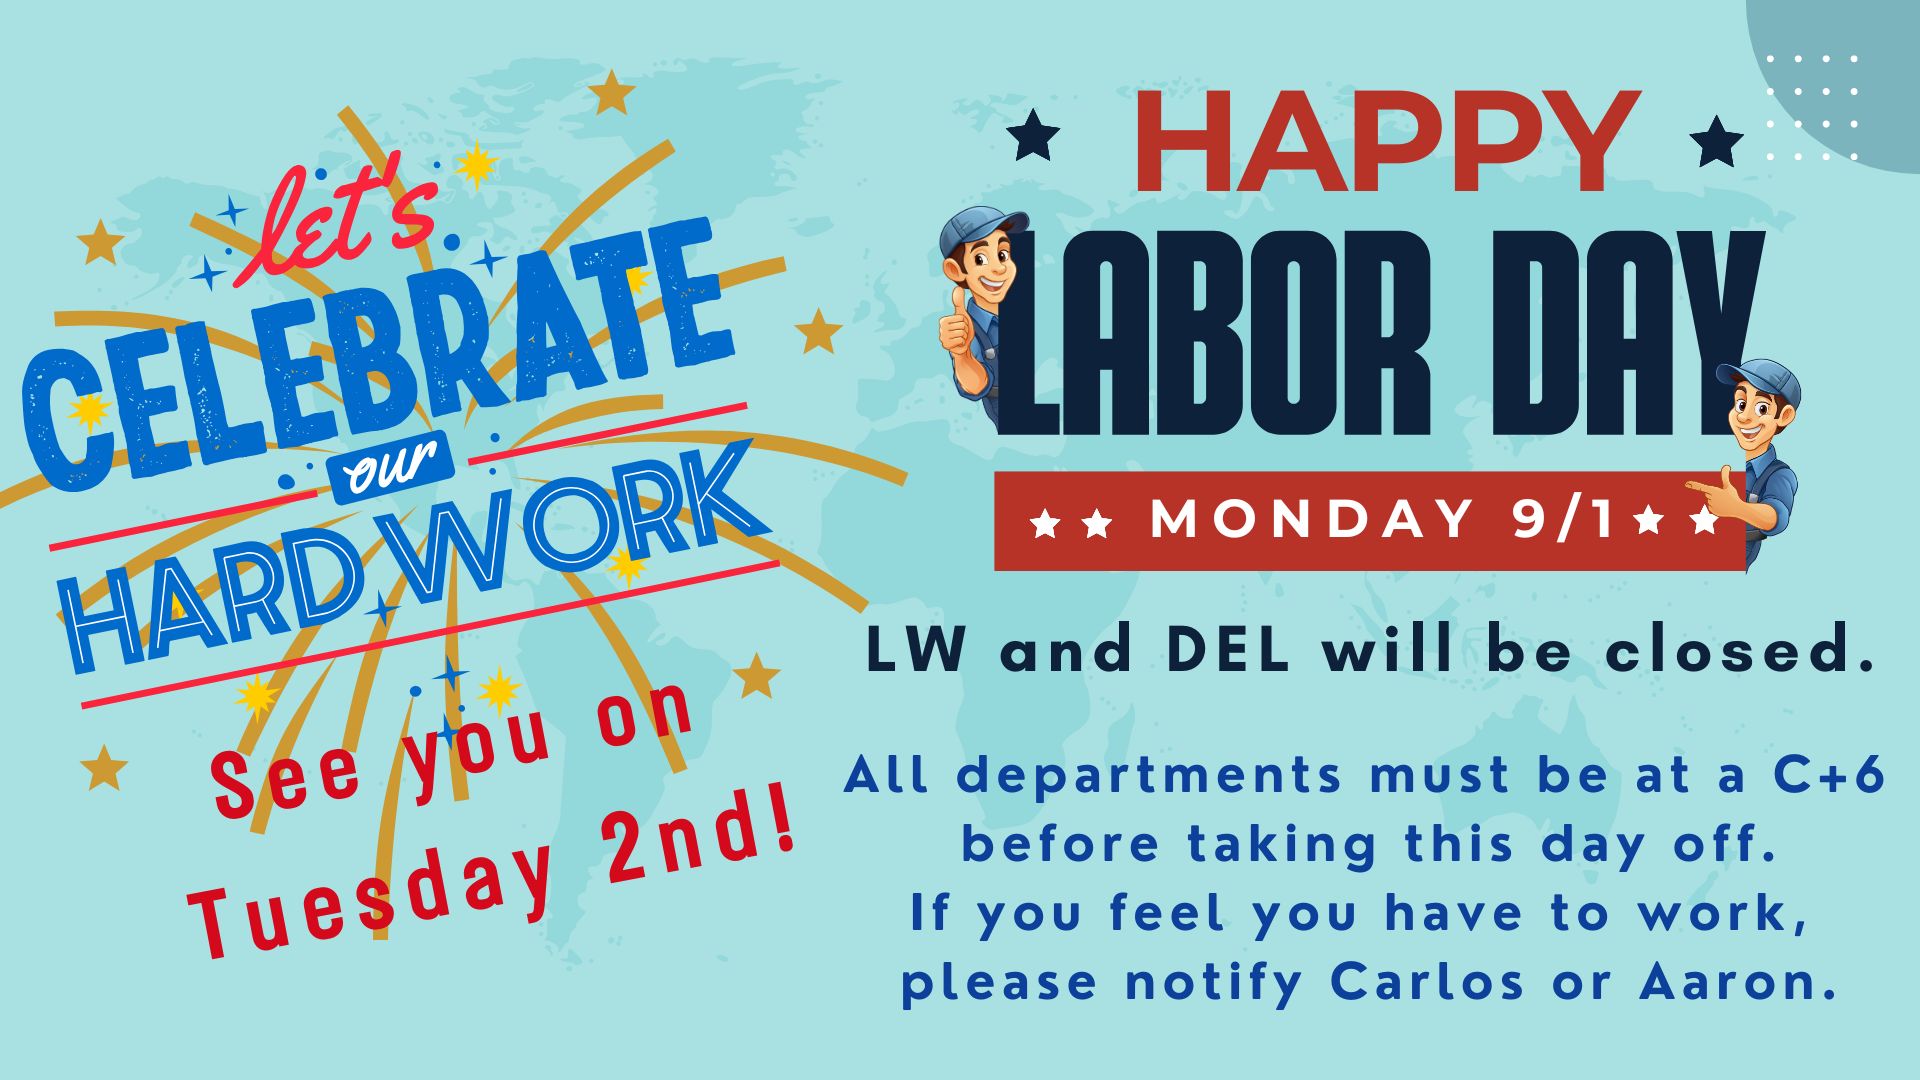 let's
CELEBRATE
our
HARD WORK
See you on
Tuesday 2nd!
HAPPY
LABOR DAY
MONDAY 9/1
LW and DEL will be closed.
All departments must be at a C+6
before taking this day off.
If you feel you have to work,
please notify Carlos or Aaron.